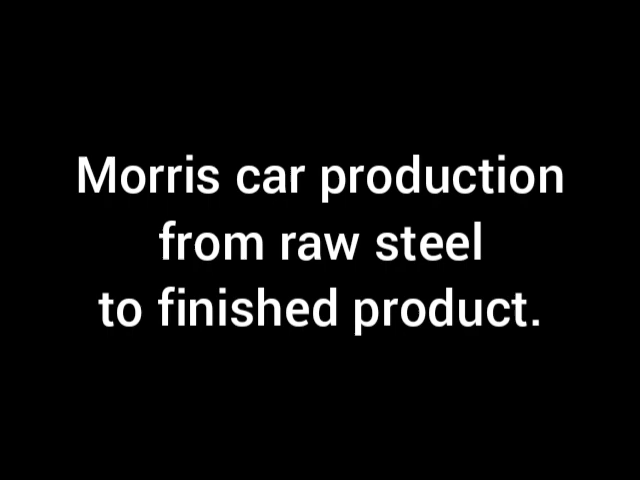 Morris car production
from raw steel
to finished product.